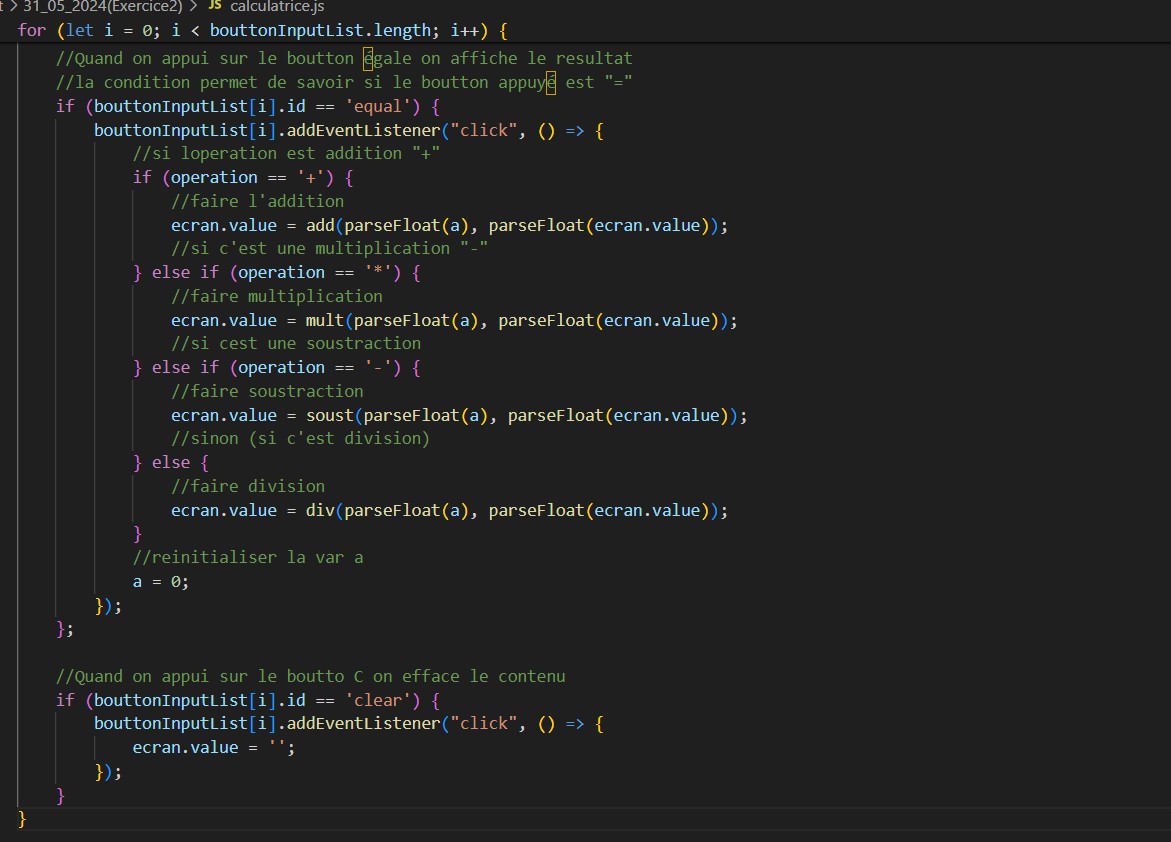 t > 31_05_2024(Exercice2) > JS calculatrice.js
for (let i = 0; i < bouttonInputList.length; i++) {
//Quand on appui sur le boutton égale on affiche le resultat
//la condition permet de savoir si le boutton appuyé est "="
if (bouttonInputList[i].id == 'equal') {
bouttonInputList[i].addEventListener("click", () => {
//si loperation est addition "+"
if (operation == '+') {
//faire l'addition
ecran.value = add(parseFloat(a), parseFloat(ecran.value));
//si c'est une multiplication "-"
} else if (operation == '*') {
//faire multiplication
ecran.value = mult(parseFloat(a), parseFloat(ecran.value));
//si cest une soustraction
} else if (operation == '-') {
//faire soustraction
ecran.value = soust(parseFloat(a), parseFloat(ecran.value));
//sinon (si c'est division)
} else {
//faire division
ecran.value = div(parseFloat(a), parseFloat(ecran.value));
}
//reinitialiser la var a
a = 0;
});
};
//Quand on appui sur le boutto C on efface le contenu
if (bouttonInputList[i].id == 'clear') {
bouttonInputList[i].addEventListener("click", () => {
ecran.value = '';
});
}
}